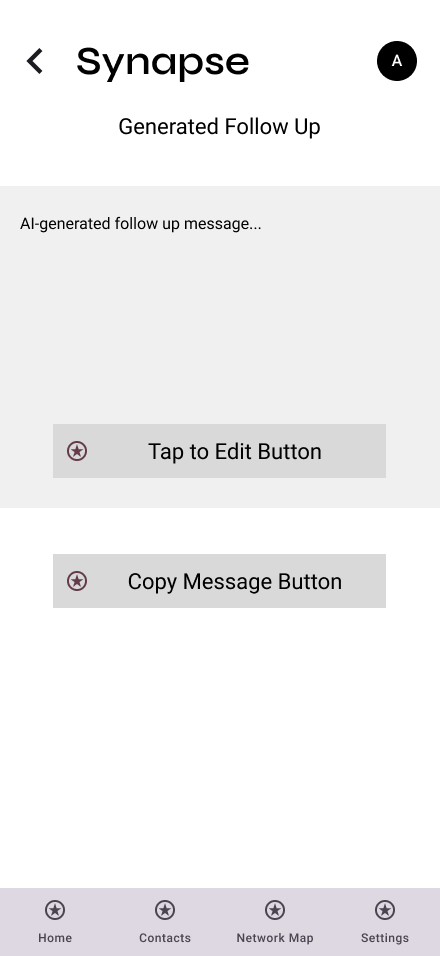 Synapse
A
Generated Follow Up
AI-generated follow up message...
Tap to Edit Button
Copy Message Button
Home
Contacts
Network Map
Settings